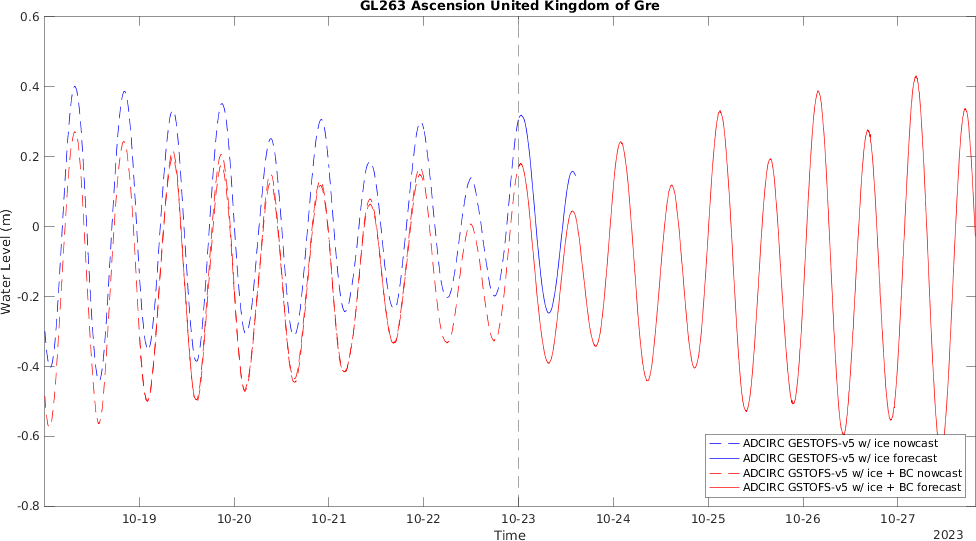 GL263 Ascension United Kingdom of Gre
0.6
0.4
0.2
0
-0.2
-0.4
-0.6
-0.8
Water Level (m)
10-19
10-20
10-21
10-22
10-23
10-24
10-25
10-26
10-27
Time
2023
ADCIRC GESTOFS-v5 w/ ice nowcast
ADCIRC GESTOFS-v5 w/ ice forecast
ADCIRC GSTOFS-v5 w/ ice + BC nowcast
ADCIRC GSTOFS-v5 w/ ice + BC forecast